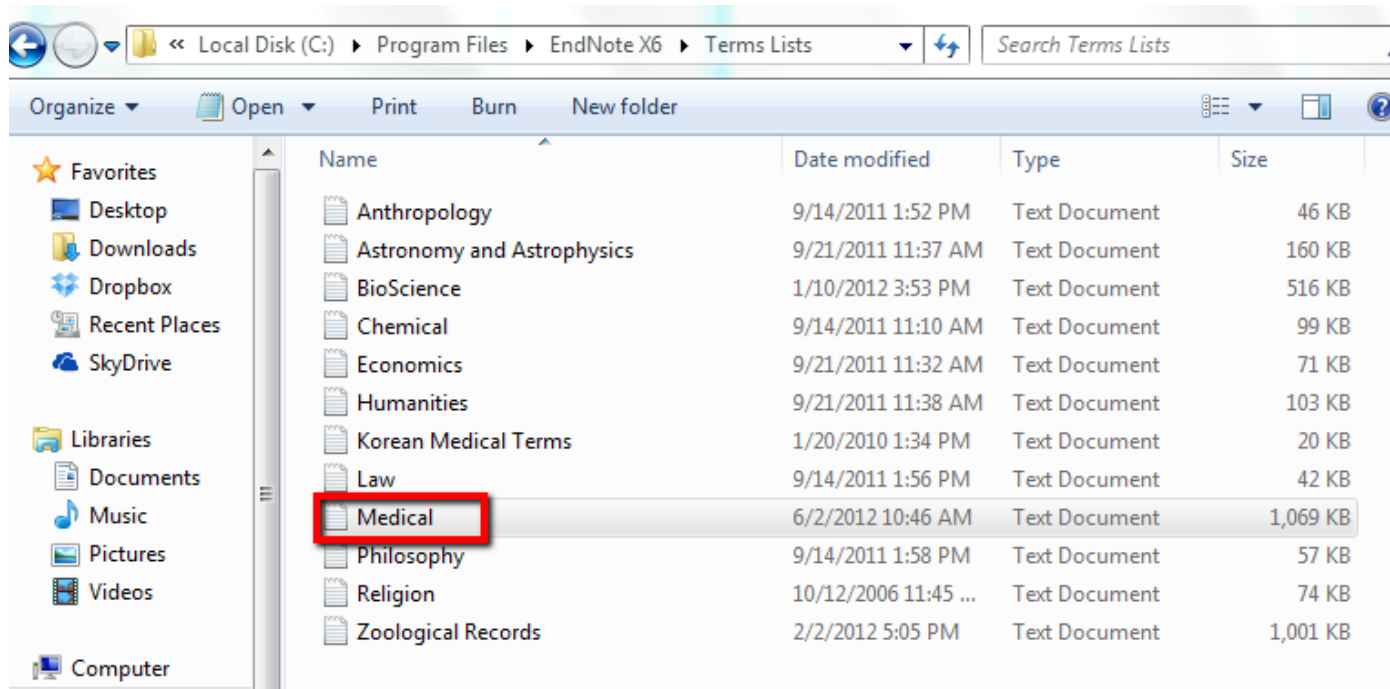 « Local Disk (C:) ▸ Program Files ▸ EndNote X6 ▸ Terms Lists Search Terms Lists
Organize Open Print Burn New folder
Favorites
Desktop
Downloads
Dropbox
Recent Places
SkyDrive
Libraries
Documents
Music
Pictures
Videos
Computer
Name Date modified Type Size
Anthropology 9/14/2011 1:52 PM Text Document 46 KB
Astronomy and Astrophysics 9/21/2011 11:37 AM Text Document 160 KB
BioScience 1/10/2012 3:53 PM Text Document 516 KB
Chemical 9/14/2011 11:10 AM Text Document 99 KB
Economics 9/21/2011 11:32 AM Text Document 71 KB
Humanities 9/21/2011 11:38 AM Text Document 103 KB
Korean Medical Terms 1/20/2010 1:34 PM Text Document 20 KB
Law 9/14/2011 1:56 PM Text Document 42 KB
Medical 6/2/2012 10:46 AM Text Document 1,069 KB
Philosophy 9/14/2011 1:58 PM Text Document 57 KB
Religion 10/12/2006 11:45 ... Text Document 74 KB
Zoological Records 2/2/2012 5:05 PM Text Document 1,001 KB